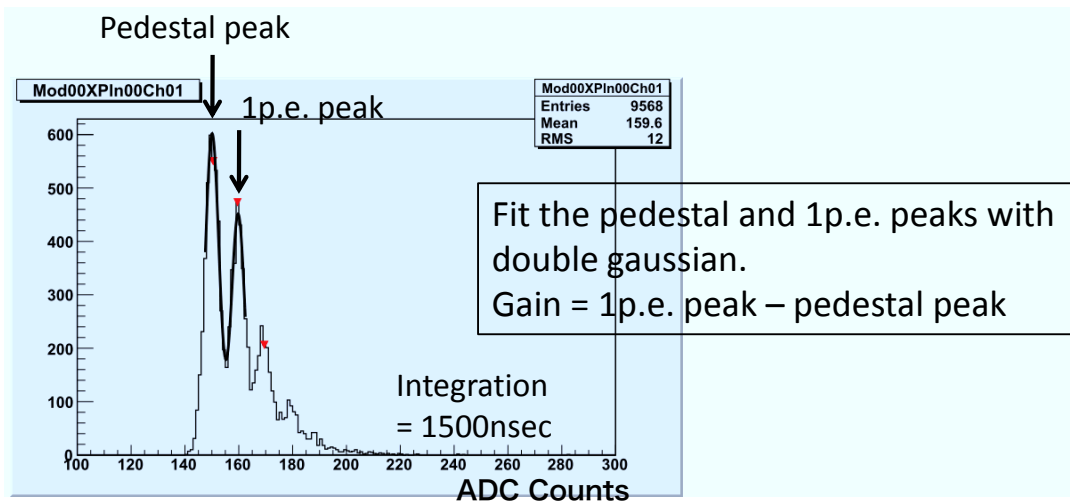 Pedestal peak
Mod00XPln00Ch01
1p.e. peak
Mod00XPln00Ch01
Entries 9568
Mean 159.6
RMS 12
600
500
400
300
200
100
0
100 120 140 160 180 200 220 240 260 280 300
ADC Counts
Fit the pedestal and 1p.e. peaks with
double gaussian.
Gain = 1p.e. peak – pedestal peak
Integration
= 1500nsec